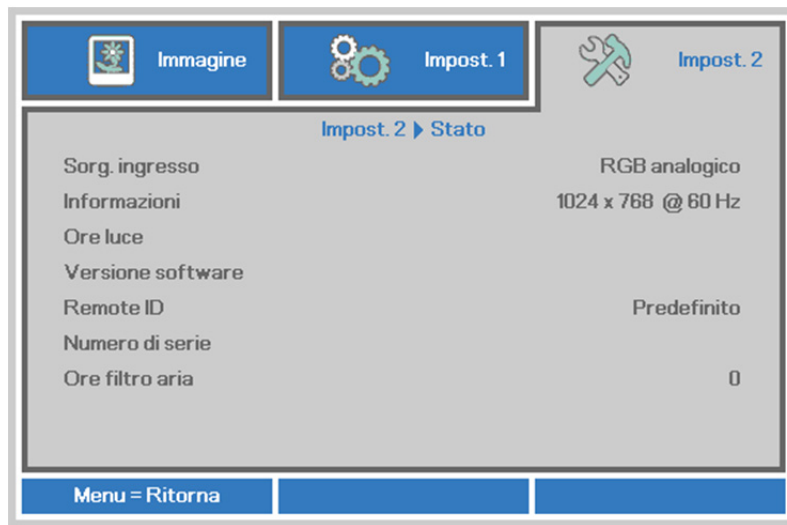 Immagine Impost. 1 Impost. 2
Impost. 2 ▶ Stato
Sorg. ingresso RGB analogico
Informazioni 1024 x 768 @ 60 Hz
Ore luce
Versione software
Remote ID Predefinito
Numero di serie
Ore filtro aria 0
Menu = Ritorna